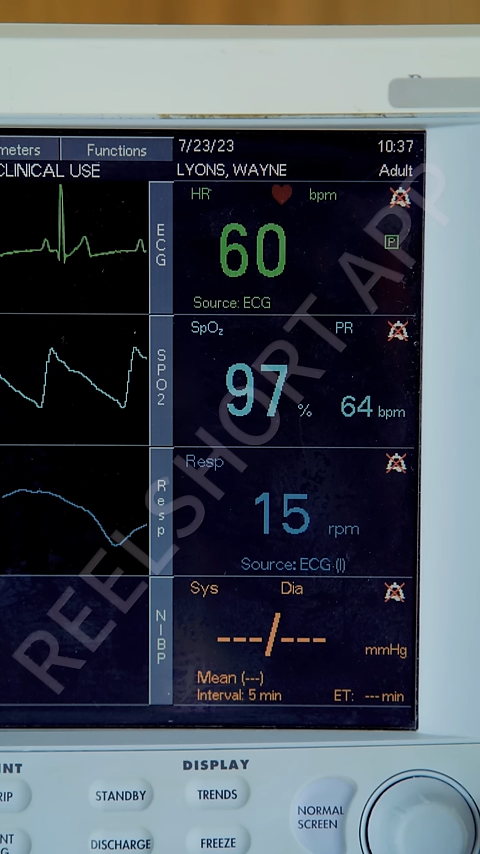 Functions
7/23/23 10:37
CLINICAL USE
LYONS, WAYNE Adult
HR bpm
ECG
60
P
Source: ECG
SpO₂ PR
SPO2
97 % 64 bpm
Resp
Resp
15 rpm
Source: ECG (I)
Sys Dia
NIBP
---/--- mmHg
Mean (---)
Interval: 5 min ET: --- min
REELSHORT APP
DISPLAY
STANDBY TRENDS
NORMAL
SCREEN
DISCHARGE FREEZE